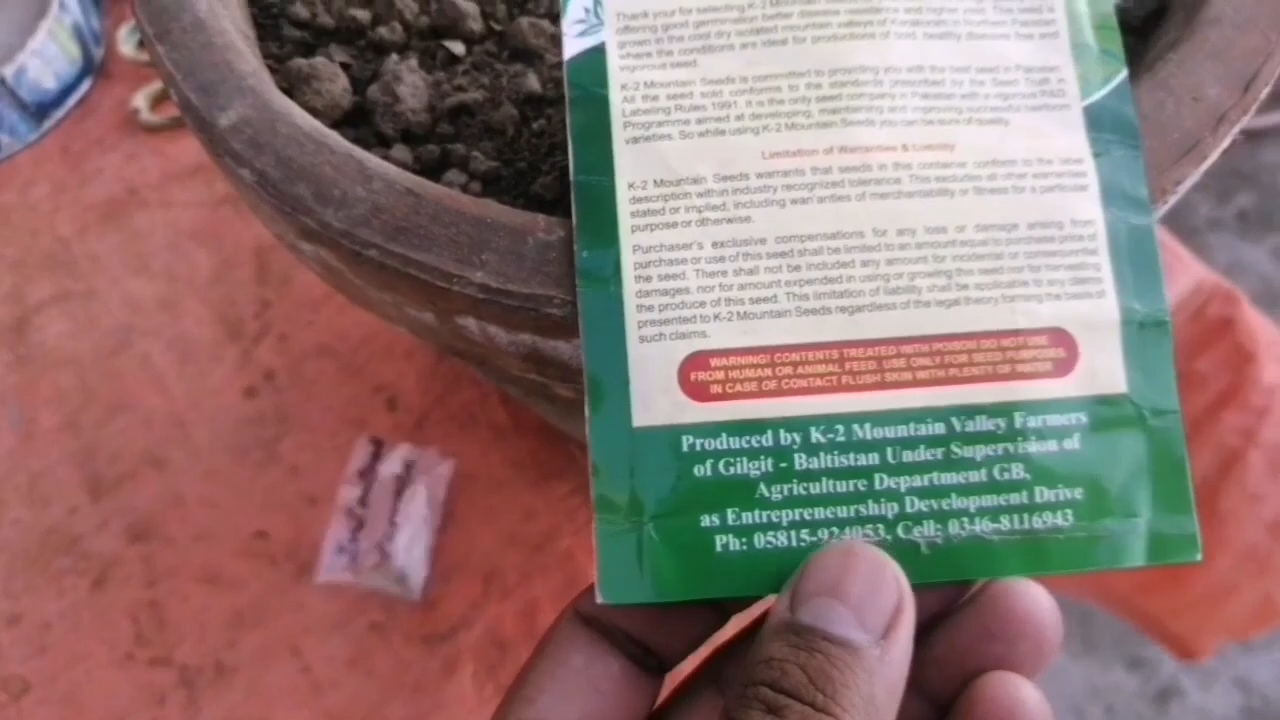 Thank your for selecting K-2 Mountain Seeds
offering good germination better disease resistance and higher yield. This seed is
grown in the cool dry isolated mountain valleys of Karakoram in Northern Pakistan
where the conditions are ideal for productions of bold, healthy diseases free and
vigorous seed.
K-2 Mountain Seeds is committed to providing you with the best seed in Pakistan.
All the seed sold conforms to the standards prescribed by the Seed Truth in
Labeling Rules 1991. It is the only seed company in Pakistan with a vigorous R&D
Programme aimed at developing, maintaining and improving successful heirloom
varieties. So while using K-2 Mountain Seeds you can be sure of quality.
Limitation of Warranties & Liability
K-2 Mountain Seeds warrants that seeds in this container conform to the label
description within industry recognized tolerance. This excludes all other warranties
stated or implied, including wan'anties of merchantability or fitness for a particular
purpose or otherwise.
Purchaser's exclusive compensations for any loss or damage arising from
purchase or use of this seed shall be limited to an amount equal to purchase price of
the seed. There shall not be included any amount for incidental or consequential
damages, nor for amount expended in using or growing this seed nor for harvesting
the produce of this seed. This limitation of liability shall be applicable to any claims
presented to K-2 Mountain Seeds regardless of the legal theory forming the basis of
such claims.
WARNING! CONTENTS TREATED WITH POISON DO NOT USE
FROM HUMAN OR ANIMAL FEED. USE ONLY FOR SEED PURPOSES.
IN CASE OF CONTACT FLUSH SKIN WITH PLENTY OF WATER
Produced by K-2 Mountain Valley Farmers
of Gilgit - Baltistan Under Supervision of
Agriculture Department GB,
as Entrepreneurship Development Drive
Ph: 05815-924053, Cell: 0346-8116943